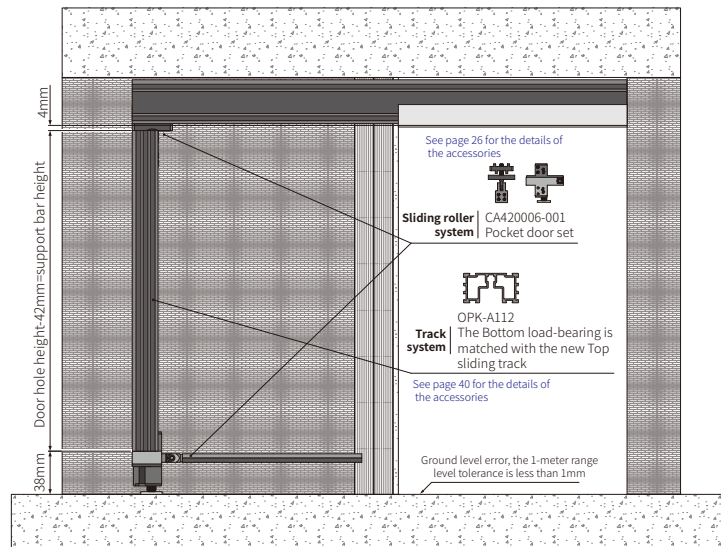 4mm
Door hole height-42mm=support bar height
38mm
See page 26 for the details of
the accessories
Sliding roller
system
CA420006-001
Pocket door set
OPK-A112
Track
system
The Bottom load-bearing is
matched with the new Top
sliding track
See page 40 for the details of
the accessories
Ground level error, the 1-meter range
level tolerance is less than 1mm